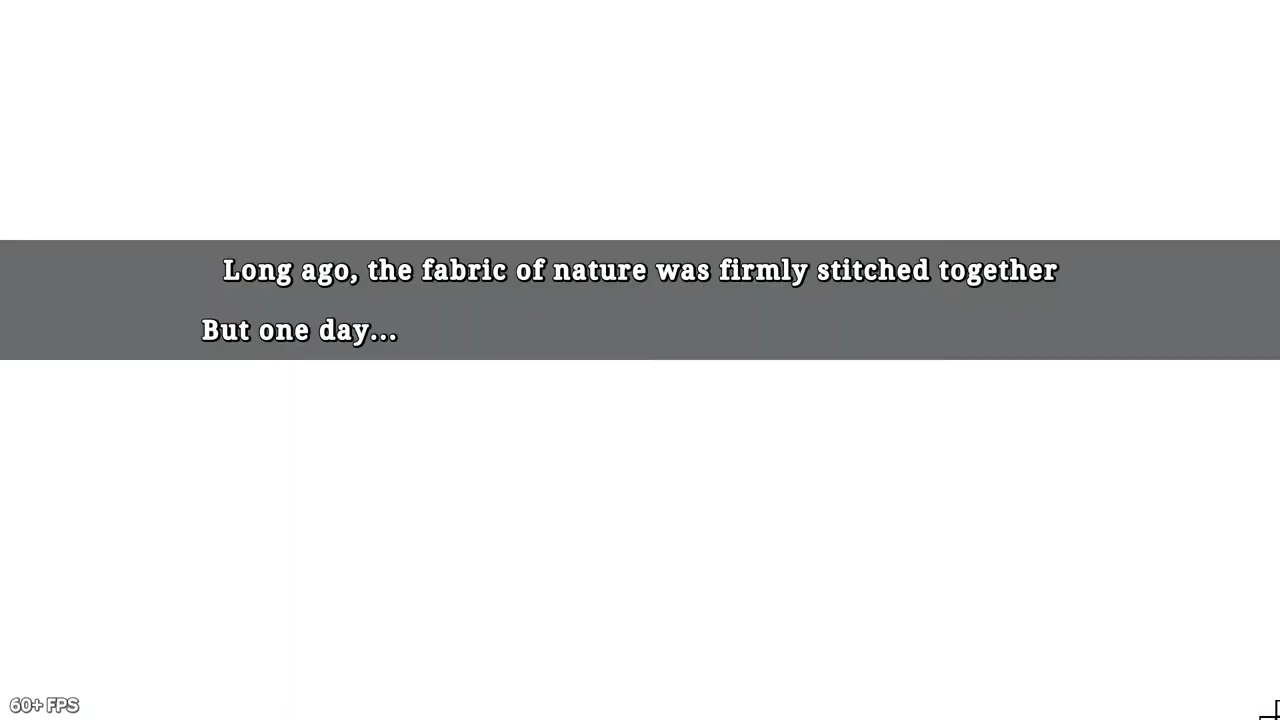 Long ago, the fabric of nature was firmly stitched together
But one day...
60+ FPS